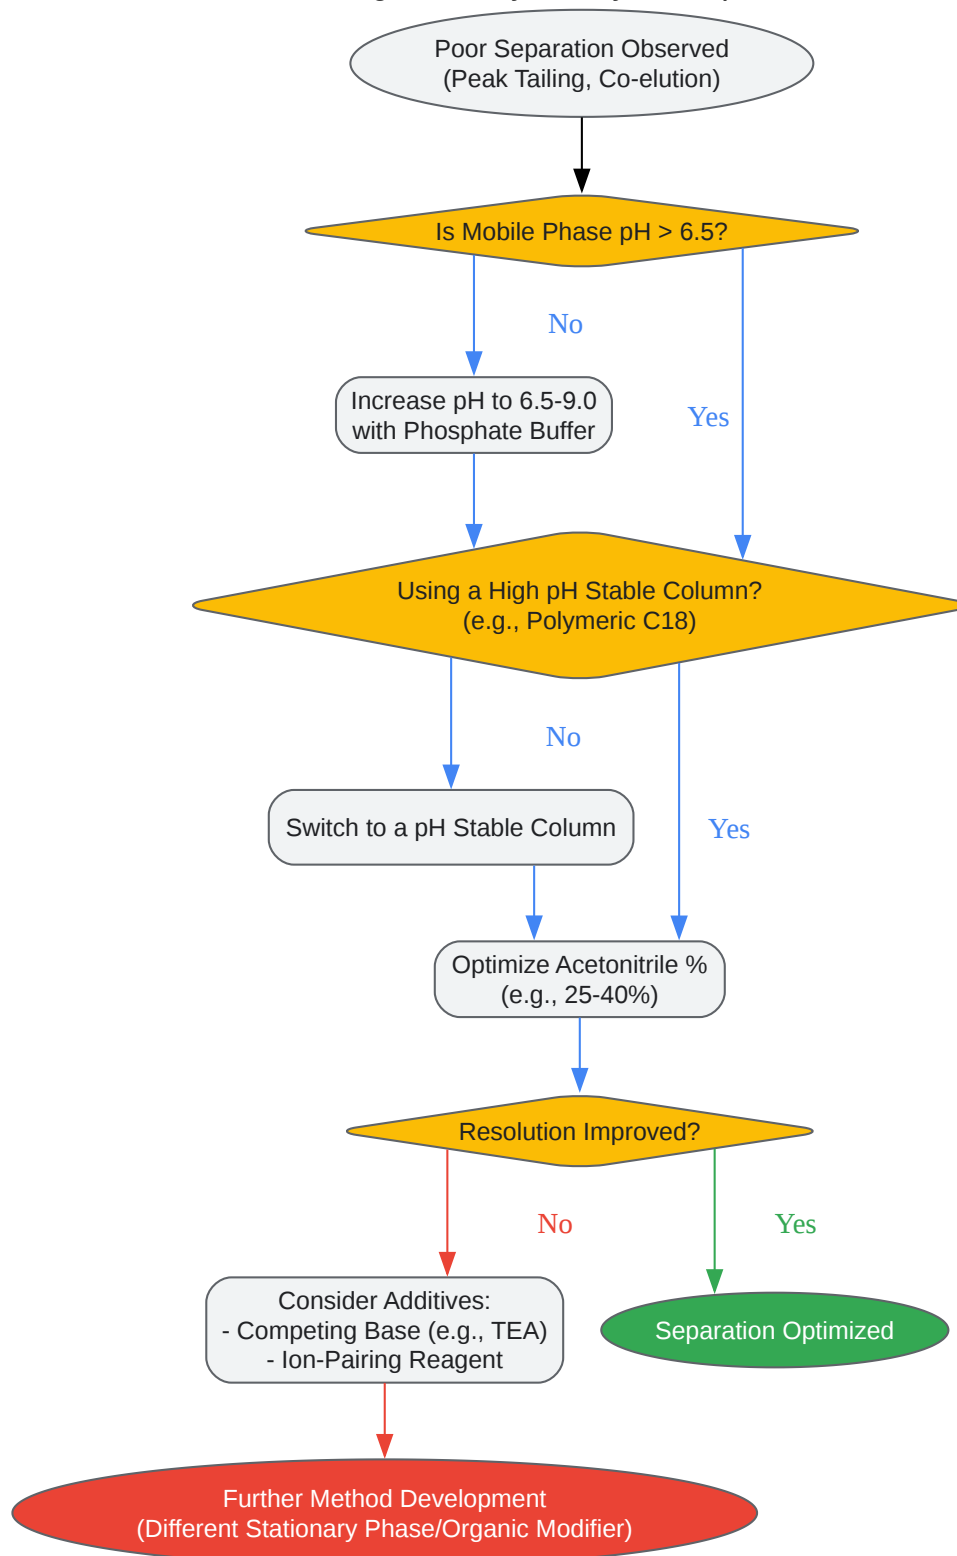 Poor Separation Observed
(Peak Tailing, Co-elution)
Is Mobile Phase pH > 6.5?
No
Increase pH to 6.5-9.0
with Phosphate Buffer
Yes
Using a High pH Stable Column?
(e.g., Polymeric C18)
No
Switch to a pH Stable Column
Yes
Optimize Acetonitrile %
(e.g., 25-40%)
Resolution Improved?
No
Yes
Consider Additives:
- Competing Base (e.g., TEA)
- Ion-Pairing Reagent
Separation Optimized
Further Method Development
(Different Stationary Phase/Organic Modifier)